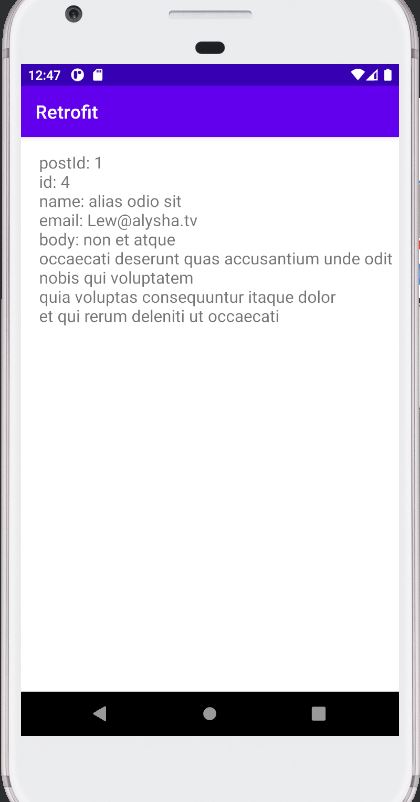 12:47
Retrofit
postId: 1
id: 4
name: alias odio sit
email: Lew@alysha.tv
body: non et atque
occaecati deserunt quas accusantium unde odit
nobis qui voluptatem
quia voluptas consequuntur itaque dolor
et qui rerum deleniti ut occaecati